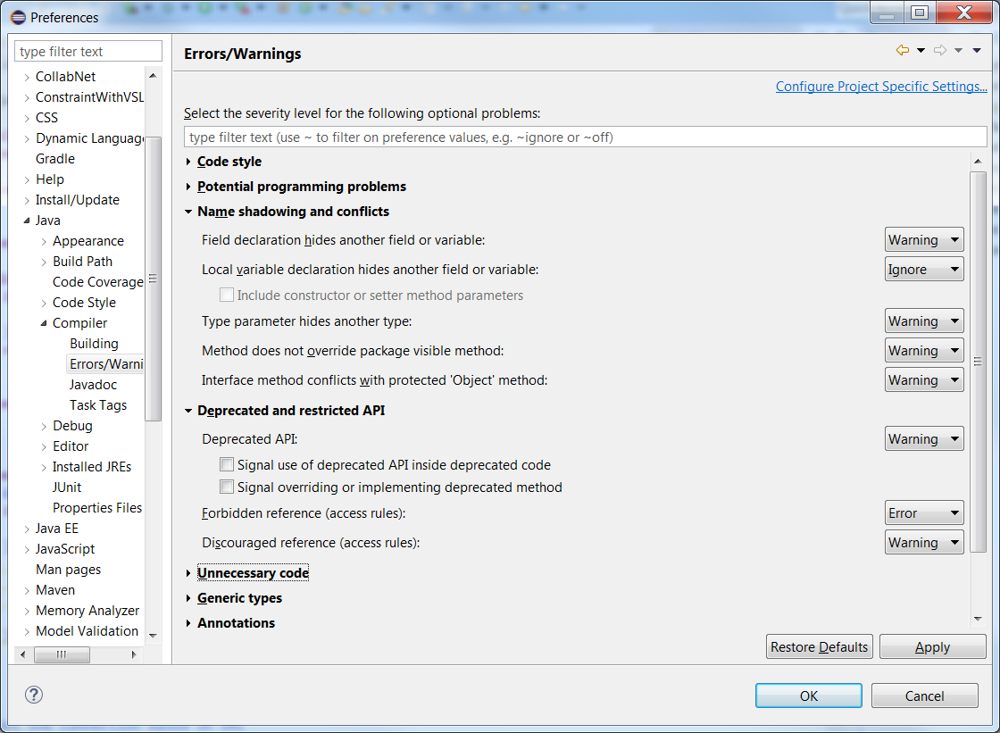 Preferences
type filter text
CollabNet
ConstraintWithVSL
CSS
Dynamic Languag
Gradle
Help
Install/Update
Java
Appearance
Build Path
Code Coverage
Code Style
Compiler
Building
Errors/Warni
Javadoc
Task Tags
Debug
Editor
Installed JREs
JUnit
Properties Files
Java EE
JavaScript
Man pages
Maven
Memory Analyzer
Model Validation
Errors/Warnings
Configure Project Specific Settings...
Select the severity level for the following optional problems:
type filter text (use ~ to filter on preference values, e.g. ~ignore or ~off)
Code style
Potential programming problems
Name shadowing and conflicts
Field declaration hides another field or variable: Warning
Local variable declaration hides another field or variable: Ignore
Include constructor or setter method parameters
Type parameter hides another type: Warning
Method does not override package visible method: Warning
Interface method conflicts with protected 'Object' method: Warning
Deprecated and restricted API
Deprecated API: Warning
Signal use of deprecated API inside deprecated code
Signal overriding or implementing deprecated method
Forbidden reference (access rules): Error
Discouraged reference (access rules): Warning
Unnecessary code
Generic types
Annotations
Restore Defaults Apply
? OK Cancel